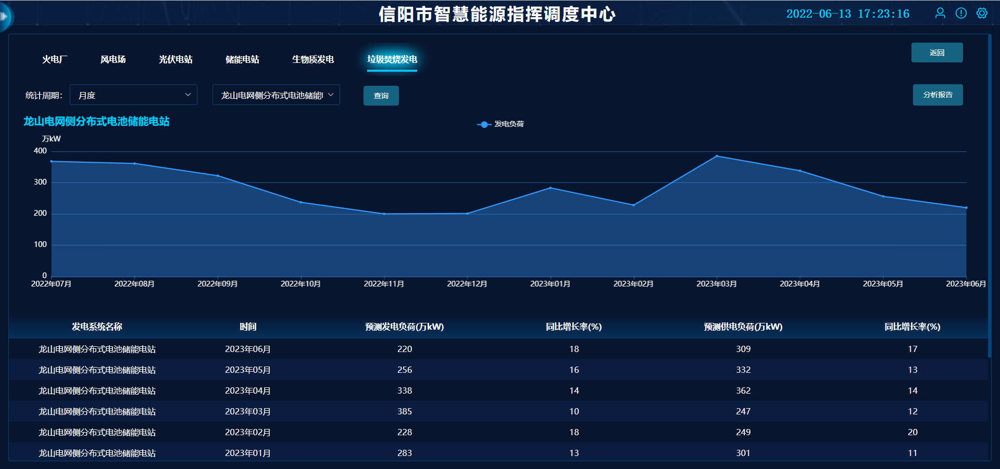 信阳市智慧能源指挥调度中心
2022-06-13 17:23:16
火电厂 风电场 光伏电站 储能电站 生物质发电 垃圾焚烧发电
返回
统计周期: 月度 龙山电网侧分布式电池储能 查询 分析报告
龙山电网侧分布式电池储能电站
发电负荷
万kW
400
300
200
100
0
2022年07月 2022年08月 2022年09月 2022年10月 2022年11月 2022年12月 2023年01月 2023年02月 2023年03月 2023年04月 2023年05月 2023年06月
发电系统名称 时间 预测发电负荷(万kW) 同比增长率(%) 预测供电负荷(万kW) 同比增长率(%)
龙山电网侧分布式电池储能电站 2023年06月 220 18 309 17
龙山电网侧分布式电池储能电站 2023年05月 256 16 332 13
龙山电网侧分布式电池储能电站 2023年04月 338 14 362 14
龙山电网侧分布式电池储能电站 2023年03月 385 10 247 12
龙山电网侧分布式电池储能电站 2023年02月 228 18 249 20
龙山电网侧分布式电池储能电站 2023年01月 283 13 301 11